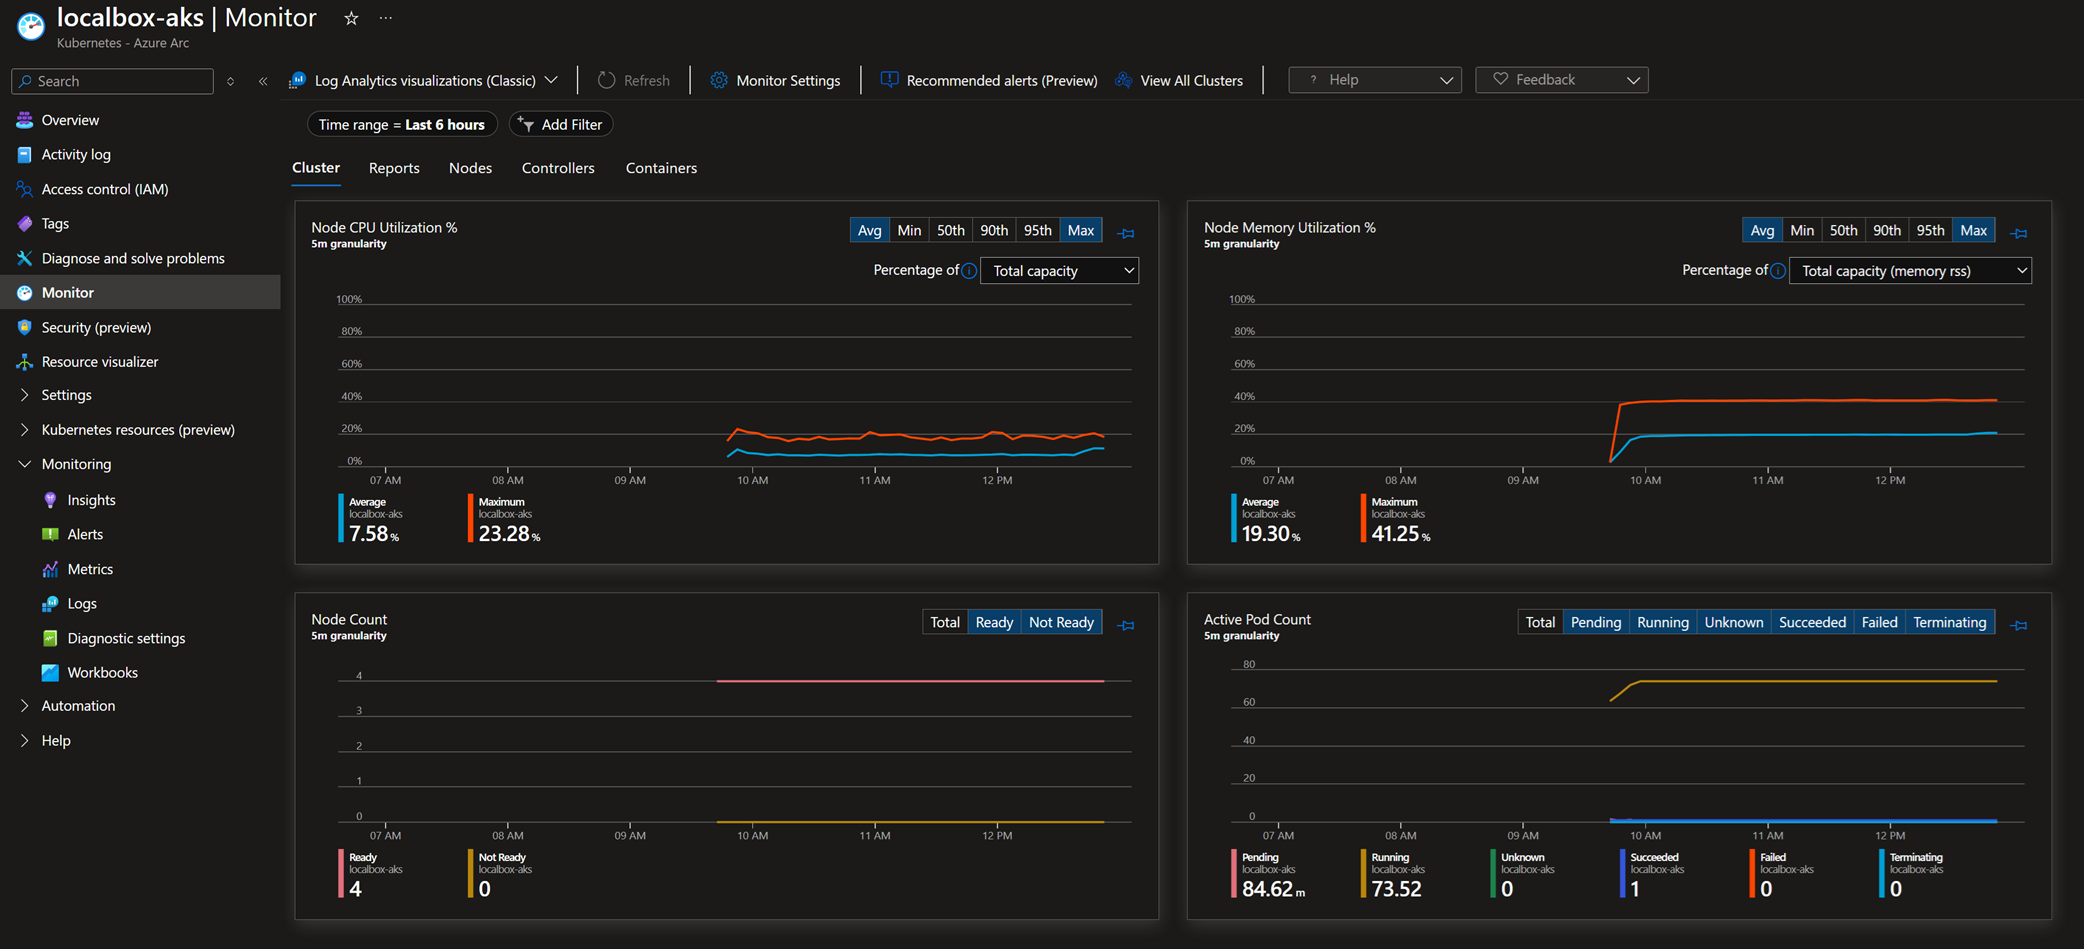 localbox-aks | Monitor
Kubernetes - Azure Arc
Search
Log Analytics visualizations (Classic)
Refresh
Monitor Settings
Recommended alerts (Preview)
View All Clusters
? Help
Feedback
Overview
Activity log
Access control (IAM)
Tags
Diagnose and solve problems
Monitor
Security (preview)
Resource visualizer
Settings
Kubernetes resources (preview)
Monitoring
Insights
Alerts
Metrics
Logs
Diagnostic settings
Workbooks
Automation
Help
Time range = Last 6 hours
Add Filter
Cluster Reports Nodes Controllers Containers
Node CPU Utilization %
5m granularity
Avg Min 50th 90th 95th Max
Percentage of Total capacity
100%
80%
60%
40%
20%
0%
07 AM 08 AM 09 AM 10 AM 11 AM 12 PM
Average
localbox-aks
7.58 %
Maximum
localbox-aks
23.28 %
Node Memory Utilization %
5m granularity
Avg Min 50th 90th 95th Max
Percentage of Total capacity (memory rss)
100%
80%
60%
40%
20%
0%
07 AM 08 AM 09 AM 10 AM 11 AM 12 PM
Average
localbox-aks
19.30 %
Maximum
localbox-aks
41.25 %
Node Count
5m granularity
Total Ready Not Ready
4
3
2
1
0
07 AM 08 AM 09 AM 10 AM 11 AM 12 PM
Ready
localbox-aks
4
Not Ready
localbox-aks
0
Active Pod Count
5m granularity
Total Pending Running Unknown Succeeded Failed Terminating
80
60
40
20
0
07 AM 08 AM 09 AM 10 AM 11 AM 12 PM
Pending
localbox-aks
84.62 m
Running
localbox-aks
73.52
Unknown
localbox-aks
0
Succeeded
localbox-aks
1
Failed
localbox-aks
0
Terminating
localbox-aks
0